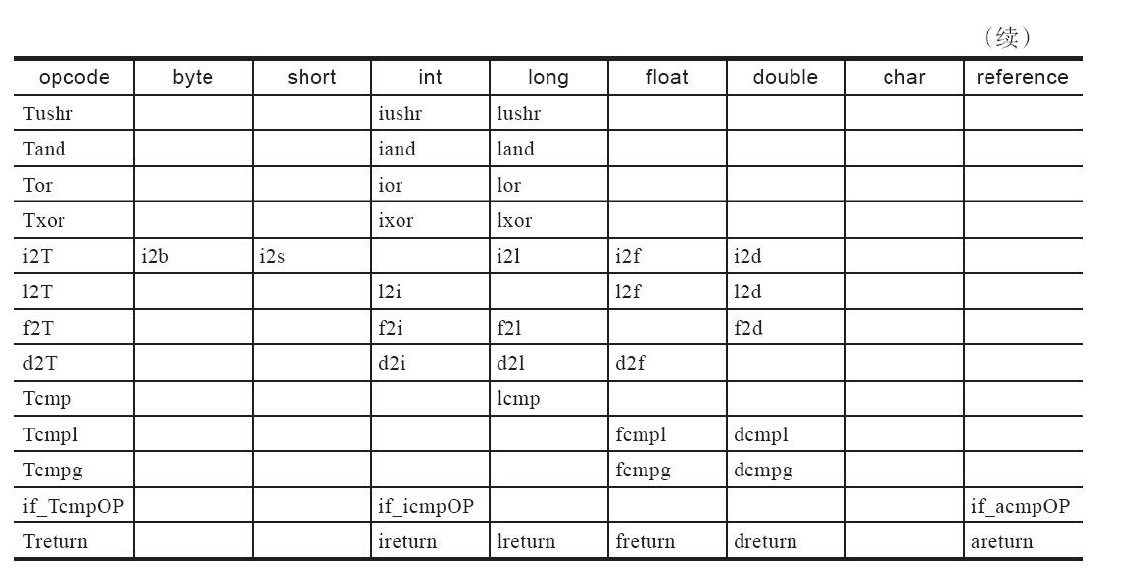 （续）
opcode byte short int long float double char reference
Tushr iushr lushr
Tand iand land
Tor ior lor
Txor ixor lxor
i2T i2b i2s i2l i2f i2d
l2T l2i l2f l2d
f2T f2i f2l f2d
d2T d2i d2l d2f
Tcmp lcmp
Tcmpl fcmpl dcmpl
Tcmpg fcmpg dcmpg
if_TcmpOP if_icmpOP if_acmpOP
Treturn ireturn lreturn freturn dreturn areturn